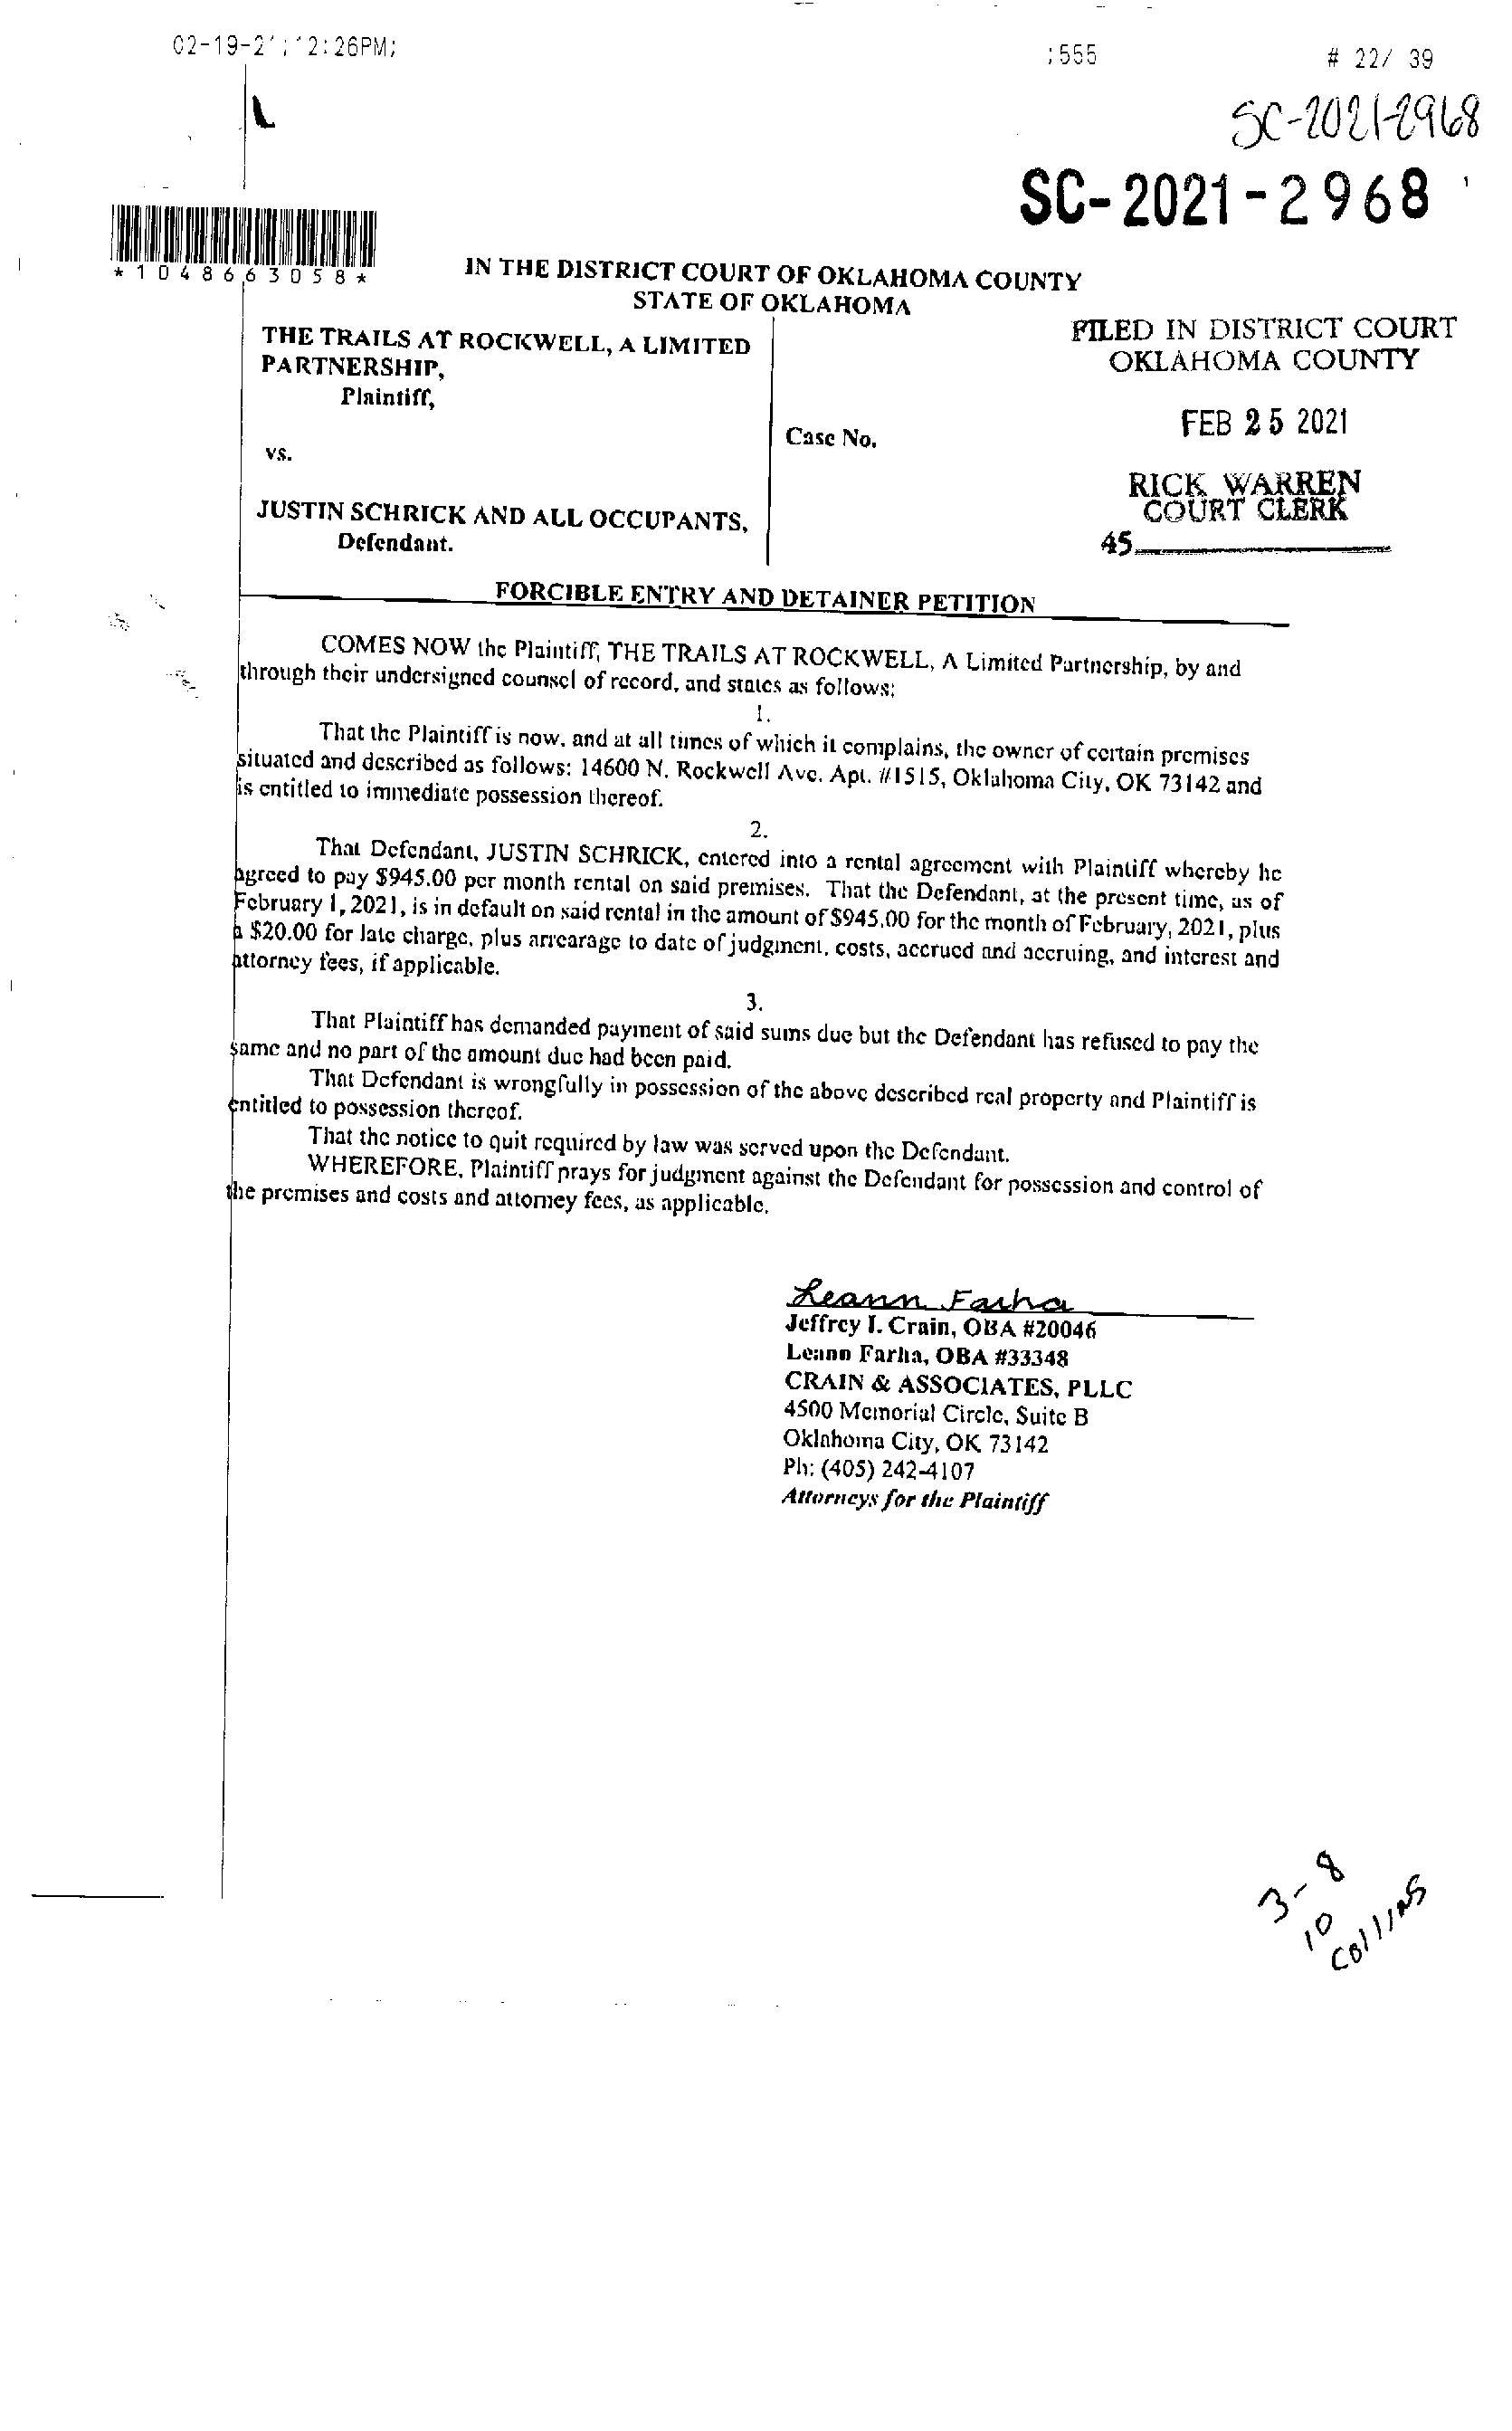 02-19-21;12:26PM;
;555
# 22/ 39
SC-2021-2968
SC-2021-2968
*1048663058*
IN THE DISTRICT COURT OF OKLAHOMA COUNTY
STATE OF OKLAHOMA
THE TRAILS AT ROCKWELL, A LIMITED
PARTNERSHIP,
Plaintiff,
vs.
JUSTIN SCHRICK AND ALL OCCUPANTS,
Defendant.
Case No.
FILED IN DISTRICT COURT
OKLAHOMA COUNTY
FEB 25 2021
RICK WARREN
COURT CLERK
45
FORCIBLE ENTRY AND DETAINER PETITION
COMES NOW the Plaintiff, THE TRAILS AT ROCKWELL, A Limited Partnership, by and
through their undersigned counsel of record, and states as follows:
1.
That the Plaintiff is now, and at all times of which it complains, the owner of certain premises
situated and described as follows: 14600 N. Rockwell Ave. Apt. #1515, Oklahoma City, OK 73142 and
is entitled to immediate possession thereof.
2.
That Defendant, JUSTIN SCHRICK, entered into a rental agreement with Plaintiff whereby he
agreed to pay $945.00 per month rental on said premises. That the Defendant, at the present time, as of
February 1, 2021, is in default on said rental in the amount of $945.00 for the month of February, 2021, plus
a $20.00 for late charge, plus arrearage to date of judgment, costs, accrued and accruing, and interest and
attorney fees, if applicable.
3.
That Plaintiff has demanded payment of said sums due but the Defendant has refused to pay the
same and no part of the amount due had been paid.
That Defendant is wrongfully in possession of the above described real property and Plaintiff is
entitled to possession thereof.
That the notice to quit required by law was served upon the Defendant.
WHEREFORE, Plaintiff prays for judgment against the Defendant for possession and control of
the premises and costs and attorney fees, as applicable.
Leann Farha
Jeffrey I. Crain, OBA #20046
Leann Farha, OBA #33348
CRAIN & ASSOCIATES, PLLC
4500 Memorial Circle, Suite B
Oklahoma City, OK 73142
Ph: (405) 242-4107
Attorneys for the Plaintiff
3-8
10
Collins